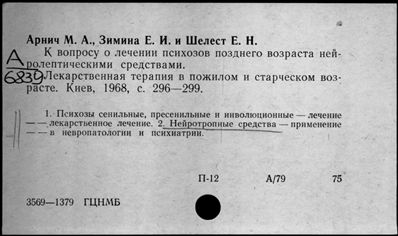 Арнич М. А., Зимина Е. И. и Шелест Е. Н.
К вопросу о лечении психозов позднего возраста ней-
ролептическими средствами.
А
6830
Лекарственная терапия в пожилом и старческом воз-
расте. Киев, 1968, с. 296—299.
1. Психозы сенильные, пресенильные и инволюционные — лечение
— — лекарственное лечение. 2. Нейротропные средства — применение
— — в невропатологии и психиатрии.
П-12 А/79 75
3569—1379 ГЦНМБ